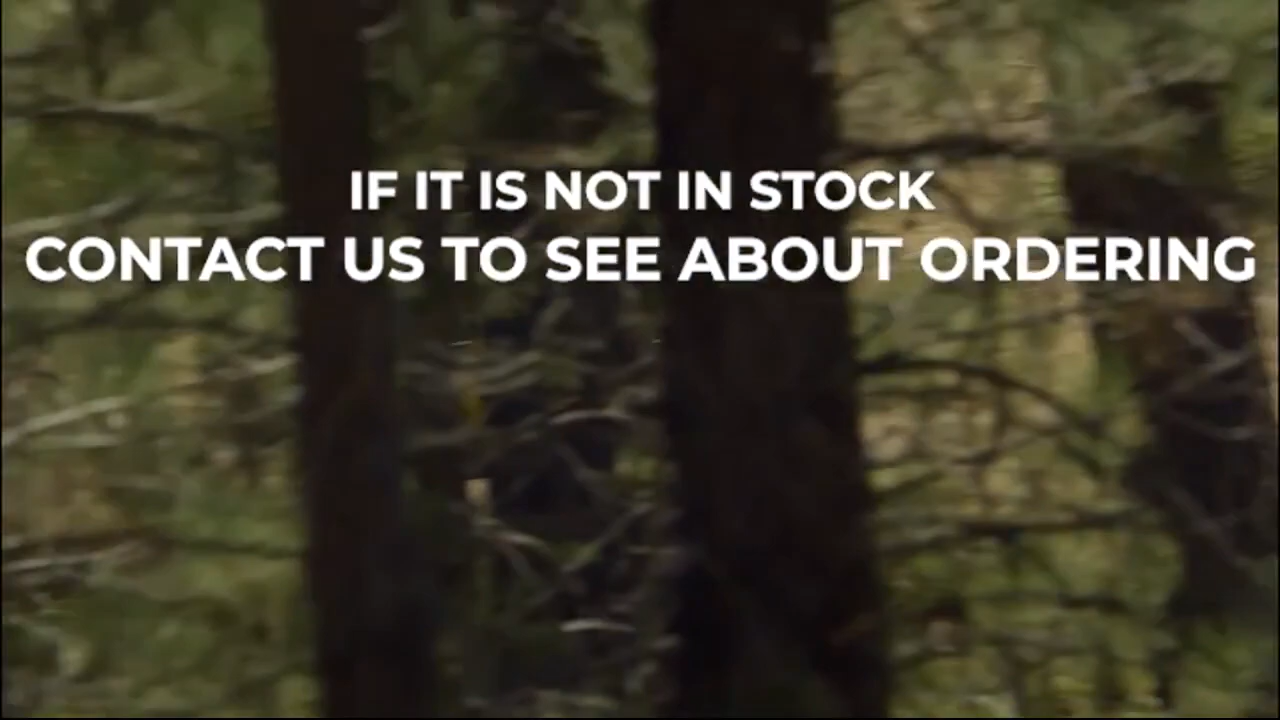 IF IT IS NOT IN STOCK
CONTACT US TO SEE ABOUT ORDERING